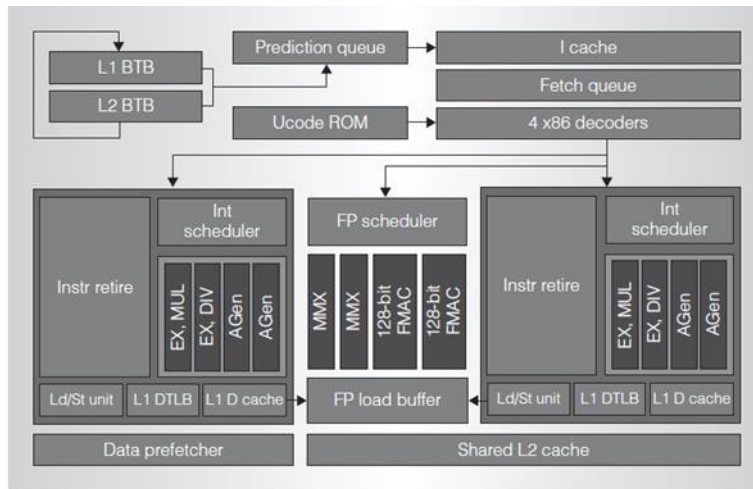 L1 BTB
L2 BTB
Prediction queue
I cache
Fetch queue
Ucode ROM
4 x86 decoders
Instr retire
Int
scheduler
EX, MUL
EX, DIV
AGen
AGen
Ld/St unit
L1 DTLB
L1 D cache
FP scheduler
MMX
MMX
128-bit
FMAC
128-bit
FMAC
FP load buffer
Instr retire
Int
scheduler
EX, MUL
EX, DIV
AGen
AGen
Ld/St unit
L1 DTLB
L1 D cache
Data prefetcher
Shared L2 cache